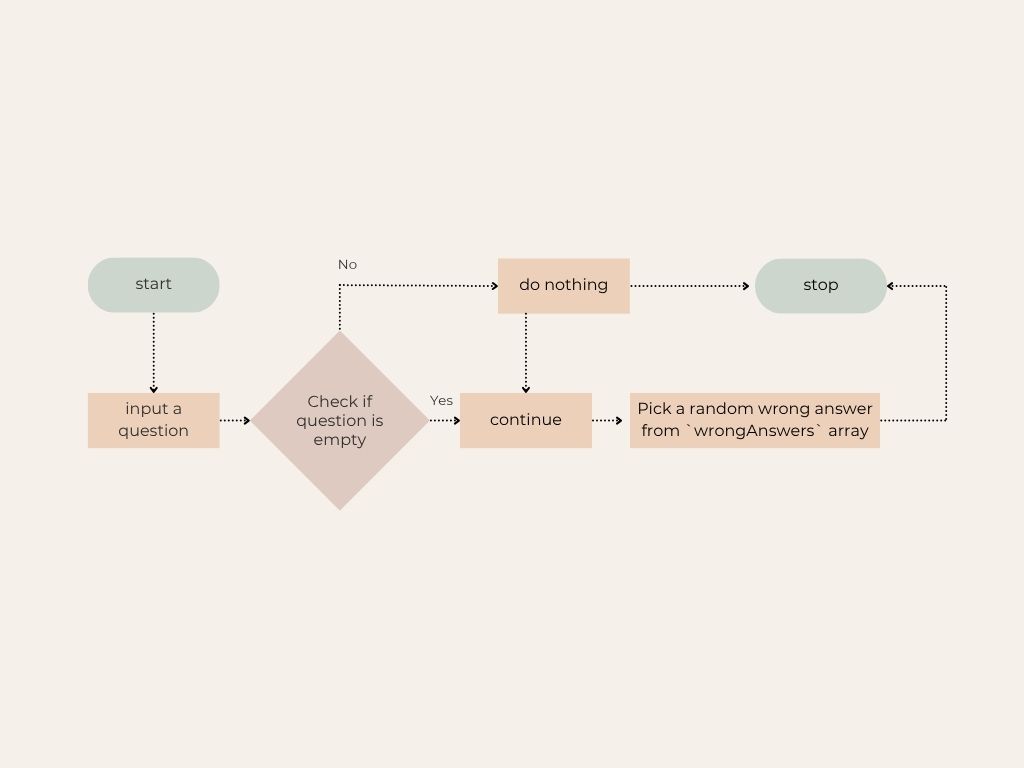 start
No
do nothing
stop
input a
question
Check if
question is
empty
Yes
continue
Pick a random wrong answer
from `wrongAnswers` array